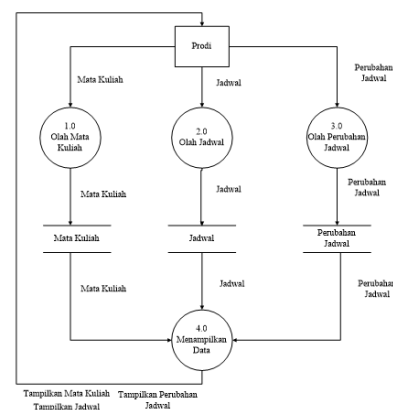 Prodi
Mata Kuliah
Jadwal
Perubahan
Jadwal
1.0
Olah Mata
Kuliah
2.0
Olah Jadwal
3.0
Olah Perubahan
Jadwal
Mata Kuliah
Jadwal
Perubahan
Jadwal
Mata Kuliah
Jadwal
Perubahan
Jadwal
Mata Kuliah
Jadwal
Perubahan
Jadwal
4.0
Menampilkan
Data
Tampilkan Mata Kuliah
Tampilkan Jadwal
Tampilkan Perubahan
Jadwal